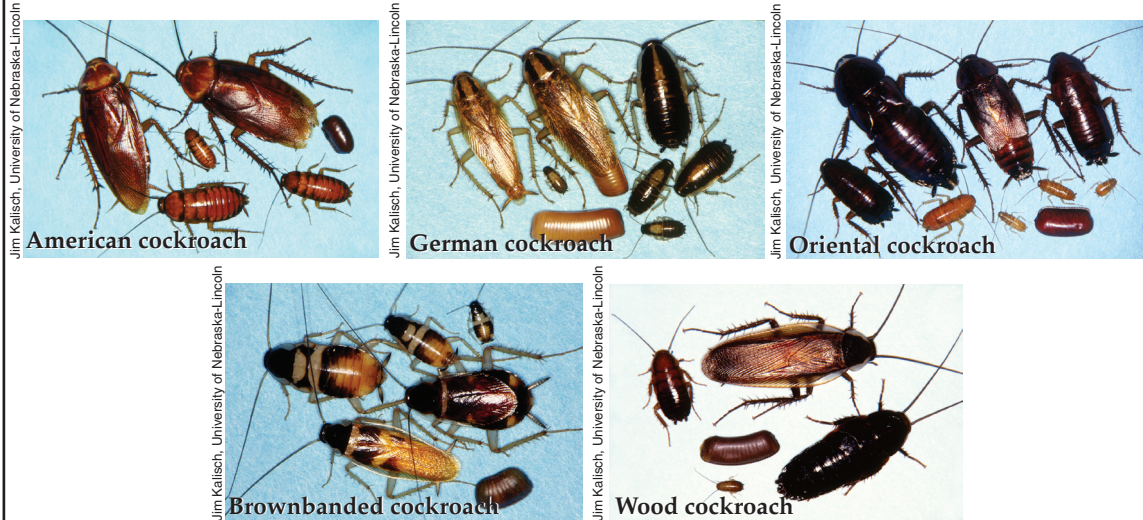 Jim Kalisch, University of Nebraska-Lincoln
American cockroach
Jim Kalisch, University of Nebraska-Lincoln
German cockroach
Jim Kalisch, University of Nebraska-Lincoln
Oriental cockroach
Jim Kalisch, University of Nebraska-Lincoln
Brownbanded cockroach
Jim Kalisch, University of Nebraska-Lincoln
Wood cockroach